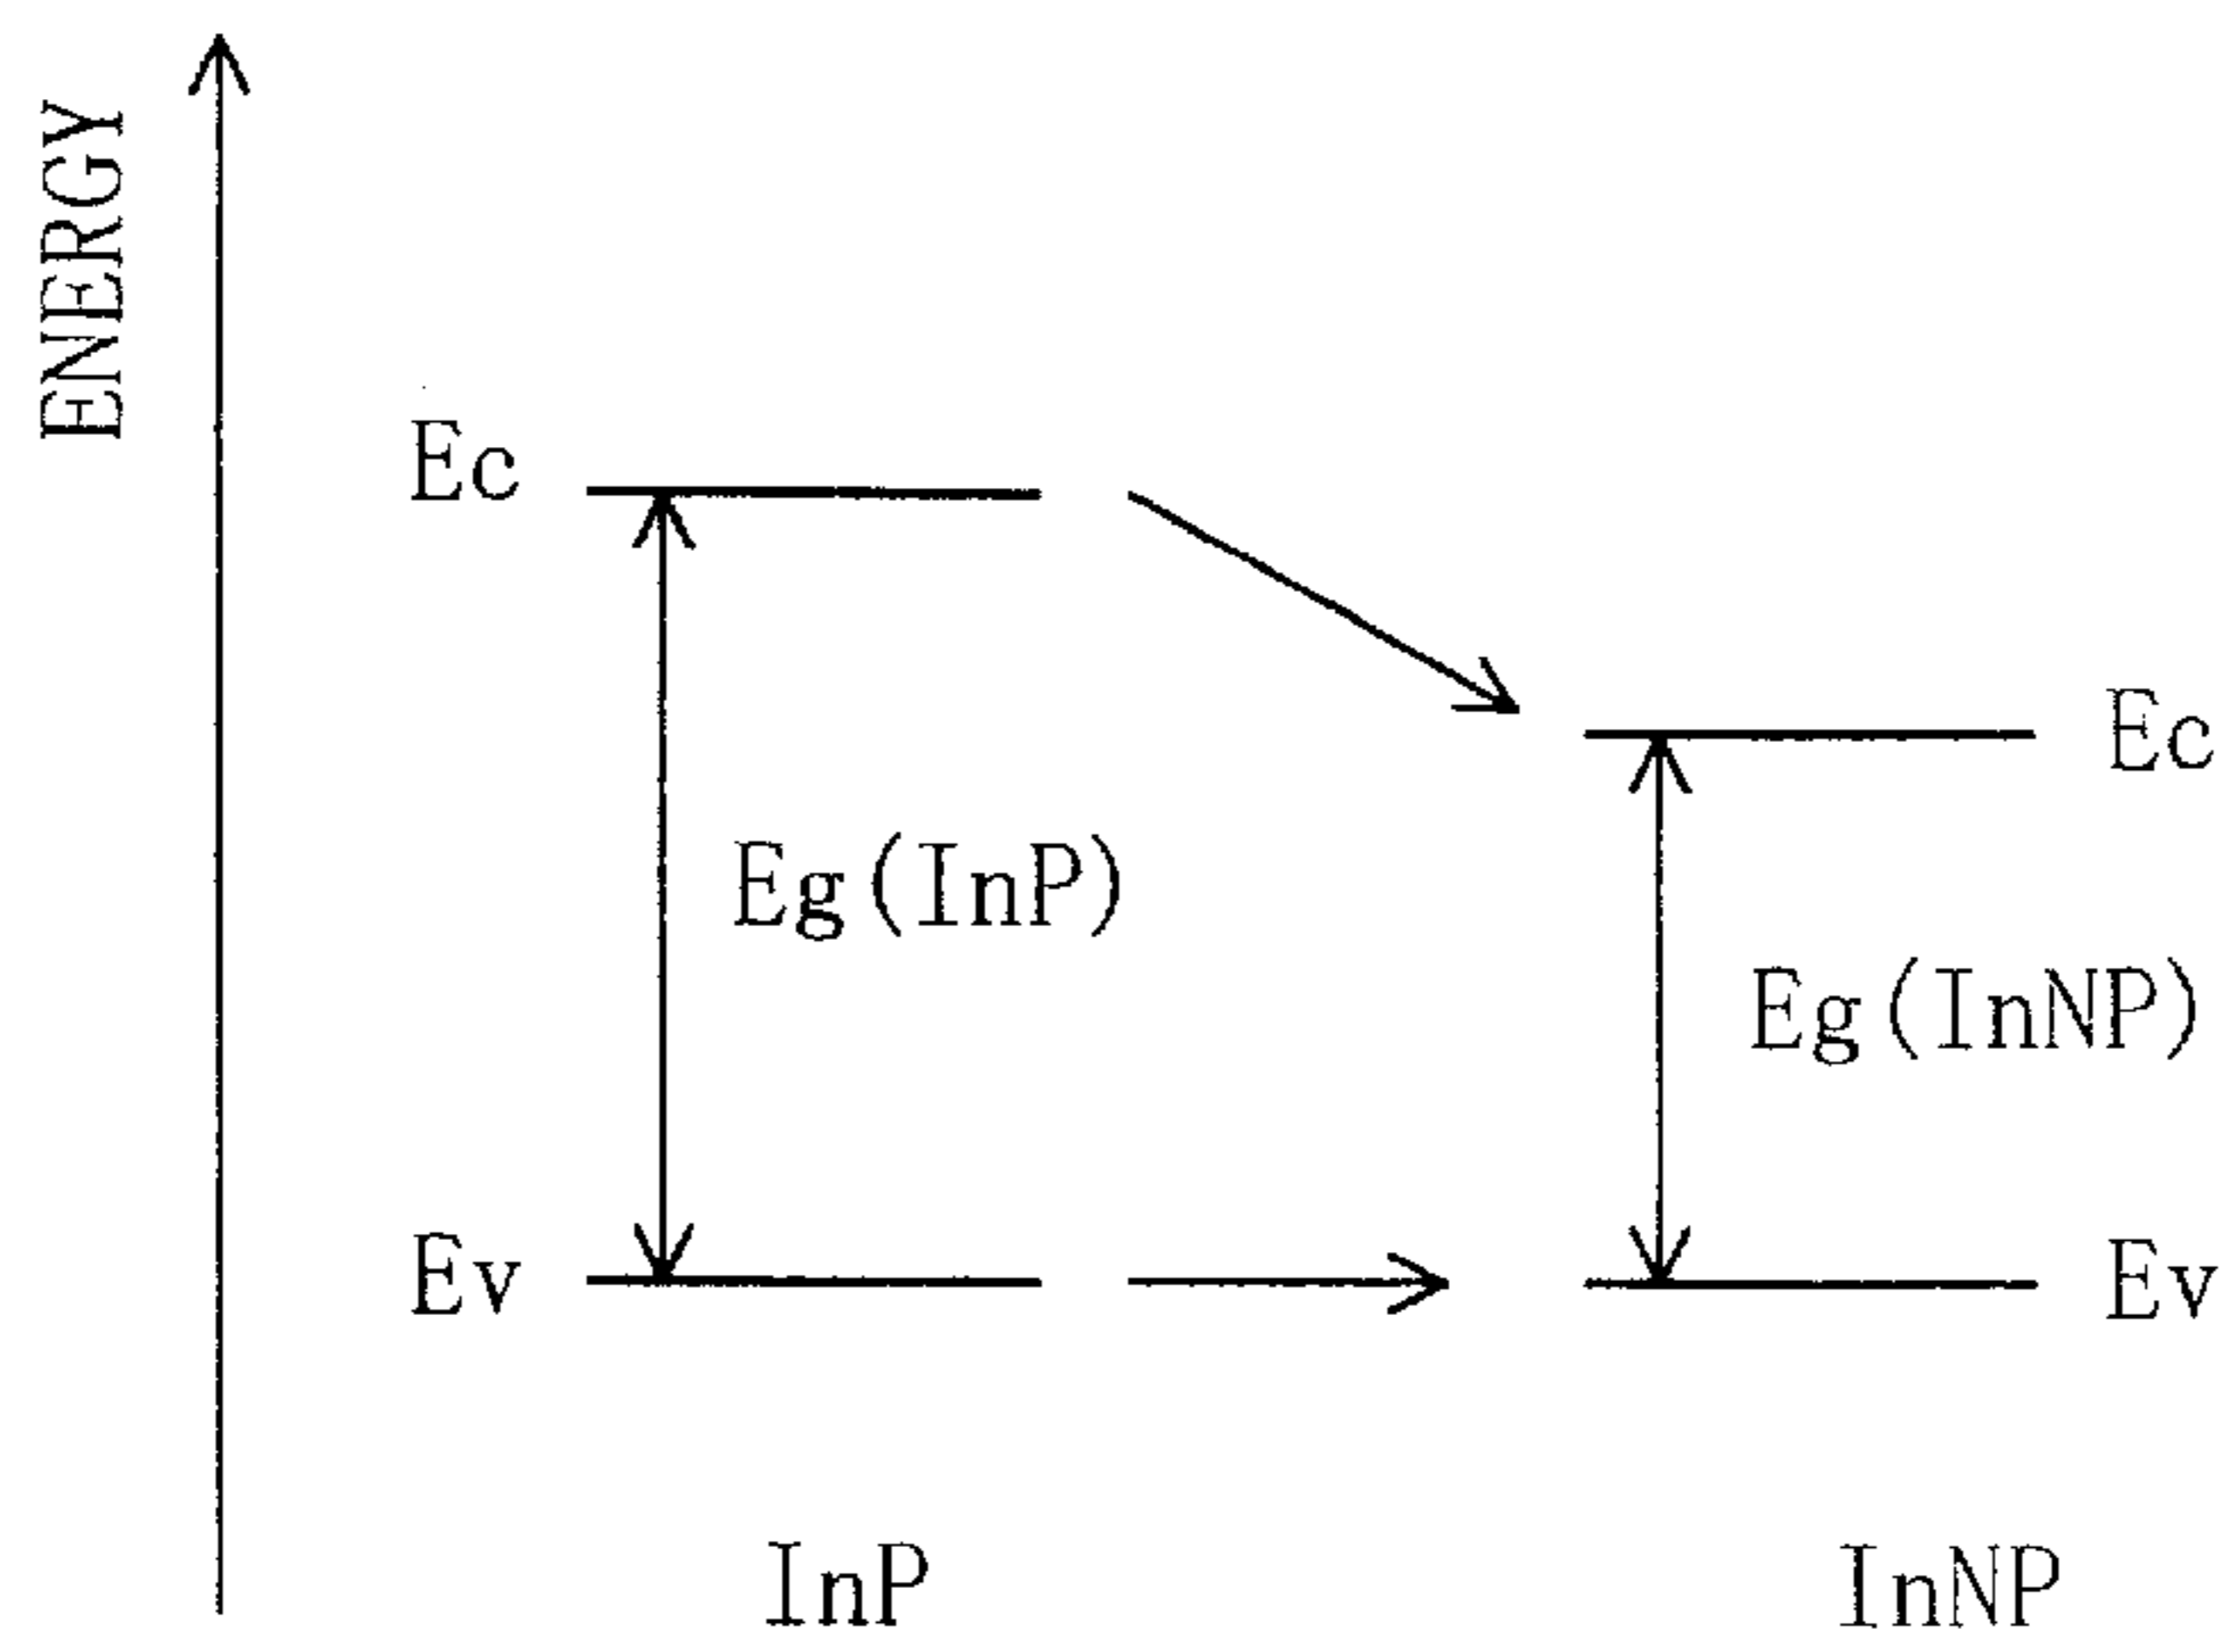 ENERGY
Ec
Ec
Eg(InP)
Eg(InNP)
Ev
Ev
InP
InNP